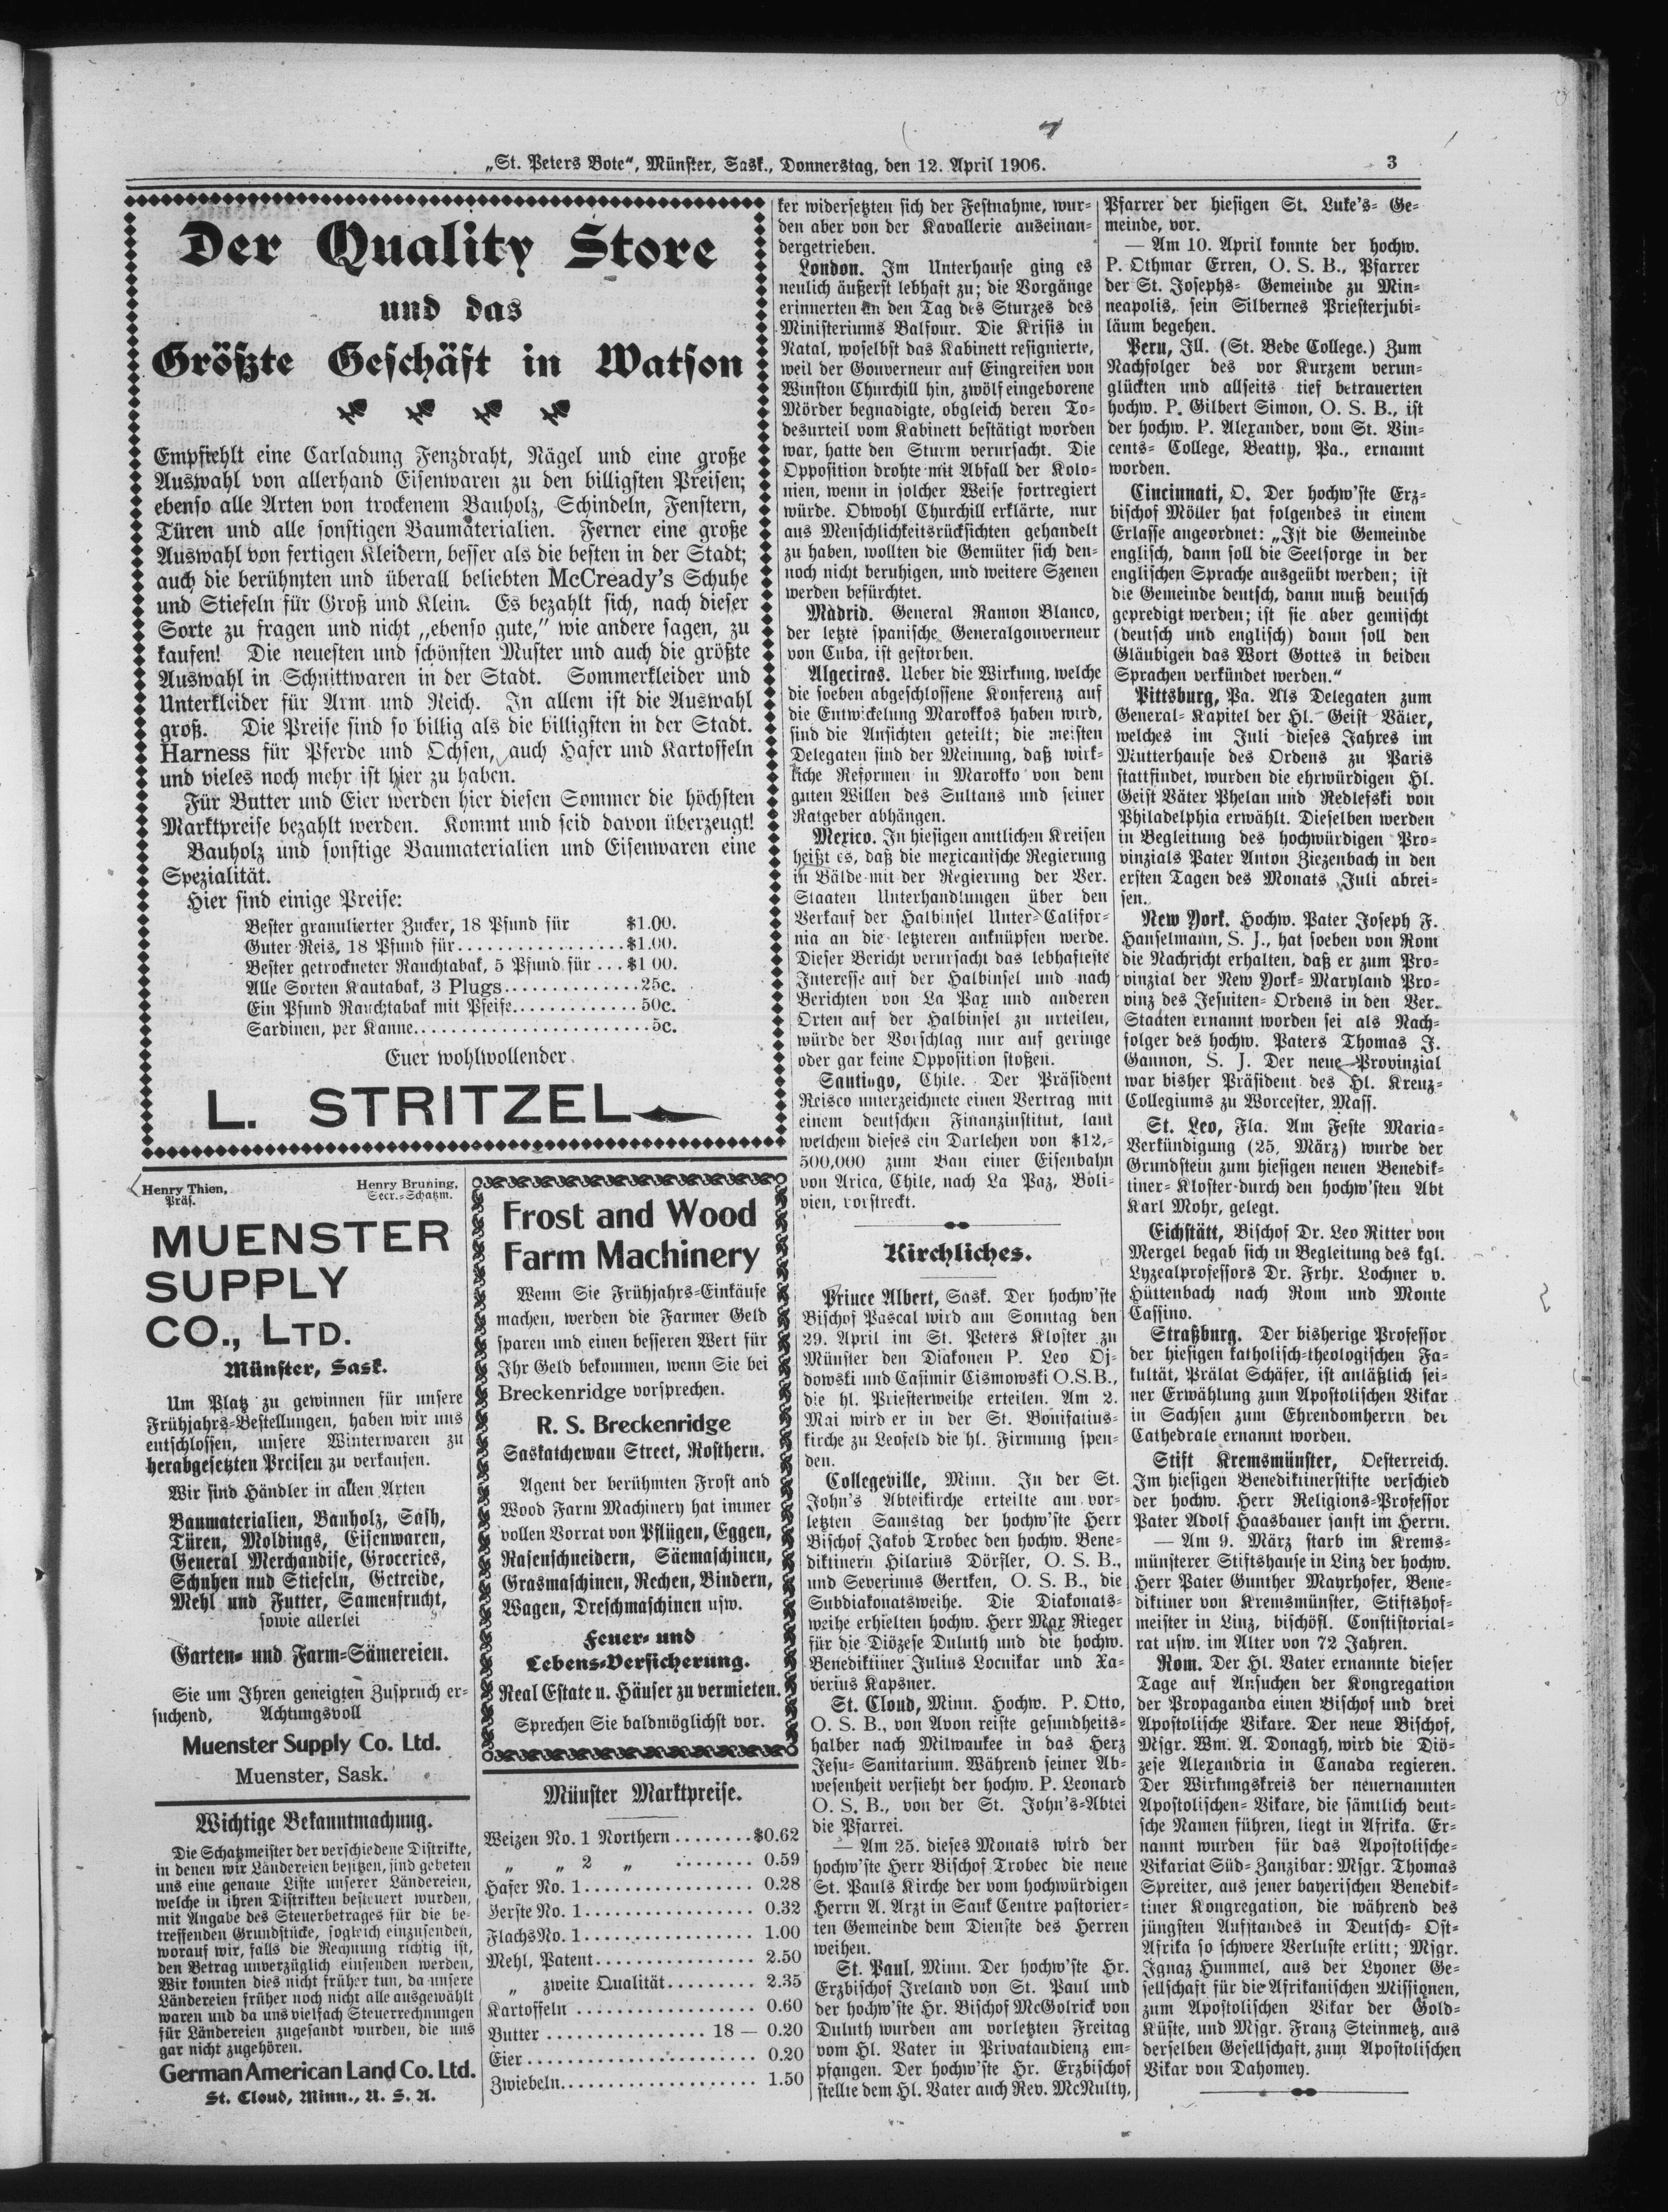 „St. Peters Bote“, Münster, Sask., Donnerstag, den 12. April 1906.
3
Der Quality Store
und das
Größte Geschäft in Watson
Empfiehlt eine Carladung Fenzdraht, Nägel und eine große
Auswahl von allerhand Eisenwaren zu den billigsten Preisen;
ebenso alle Arten von trockenem Bauholz, Schindeln, Fenstern,
Türen und alle sonstigen Baumaterialien. Ferner eine große
Auswahl von fertigen Kleidern, besser als die besten in der Stadt;
auch die berühmten und überall beliebten McCready's Schuhe
und Stiefeln für Groß und Klein. Es bezahlt sich, nach dieser
Sorte zu fragen und nicht „ebenso gute,“ wie andere sagen, zu
kaufen! Die neuesten und schönsten Muster und auch die größte
Auswahl in Schnittwaren in der Stadt. Sommerkleider und
Unterkleider für Arm und Reich. In allem ist die Auswahl
groß. Die Preise sind so billig als die billigsten in der Stadt.
Harness für Pferde und Ochsen, auch Hafer und Kartoffeln
und vieles noch mehr ist hier zu haben.
Für Butter und Eier werden hier diesen Sommer die höchsten
Marktpreise bezahlt werden. Kommt und seid davon überzeugt!
Bauholz und sonstige Baumaterialien und Eisenwaren eine
Spezialität.
Hier sind einige Preise:
Bester granulierter Zucker, 18 Pfund für $1.00.
Guter Reis, 18 Pfund für.................$1.00.
Bester getrockneter Rauchtabak, 5 Pfund für ...$1 00.
Alle Sorten Kautabak, 3 Plugs..............25c.
Ein Pfund Rauchtabak mit Pfeife.............50c.
Sardinen, per Kanne........................5c.
Euer wohlwollender
L. STRITZEL
Henry Thien,
Präs.
Henry Bruning,
Secr.-Schatzm.
MUENSTER
SUPPLY
CO., LTD.
Münster, Sask.
Um Platz zu gewinnen für unsere
Frühjahrs-Bestellungen, haben wir uns
entschlossen, unsere Winterwaren zu
herabgesetzten Preisen zu verkaufen.
Wir sind Händler in allen Arten
Baumaterialien, Bauholz, Sash,
Türen, Moldings, Eisenwaren,
General Merchandise, Groceries,
Schuhen und Stiefeln, Getreide,
Mehl und Futter, Samenfrucht,
sowie allerlei
Garten- und Farm-Sämereien.
Sie um Ihren geneigten Zuspruch er-
suchend, Achtungsvoll
Muenster Supply Co. Ltd.
Muenster, Sask.
Wichtige Bekanntmachung.
Die Schatzmeister der verschiedene Distrikte,
in denen wir Ländereien besitzen, sind gebeten
uns eine genaue Liste unserer Ländereien,
welche in ihren Distrikten besteuert wurden,
mit Angabe des Steuerbetrages für die be-
treffenden Grundstücke, sogleich einzusenden,
worauf wir, falls die Rechnung richtig ist,
den Betrag unverzüglich einsenden werden,
Wir konnten dies nicht früher tun, da unsere
Ländereien früher noch nicht alle ausgewählt
waren und da uns vielfach Steuerrechnungen
für Ländereien zugesandt wurden, die uns
gar nicht zugehören.
German American Land Co. Ltd.
St. Cloud, Minn., U. S. A.
Frost and Wood
Farm Machinery
Wenn Sie Frühjahrs-Einkäufe
machen, werden die Farmer Geld
sparen und einen besseren Wert für
Ihr Geld bekommen, wenn Sie bei
Breckenridge vorsprechen.
R. S. Breckenridge
Saskatchewan Street, Rosthern.
Agent der berühmten Frost and
Wood Farm Machinery hat immer
vollen Vorrat von Pflügen, Eggen,
Rasenschneidern, Säemaschinen,
Grasmaschinen, Rechen, Bindern,
Wagen, Dreschmaschinen usw.
Feuer- und
Lebens-Versicherung.
Real Estate u. Häuser zu vermieten.
Sprechen Sie baldmöglichst vor.
Münster Marktpreise.
Weizen No. 1 Northern ........$0.62
„ „ 2 „ ........ 0.59
Hafer No. 1................. 0.28
Gerste No. 1................. 0.32
Flachs No. 1................. 1.00
Mehl, Patent................ 2.50
„ zweite Qualität......... 2.35
Kartoffeln .................. 0.60
Butter ................ 18 — 0.20
Eier....................... 0.20
Zwiebeln.................... 1.50
ker widersetzten sich der Festnahme, wur-
den aber von der Kavallerie auseinan-
dergetrieben.
London. Im Unterhause ging es
neulich äußerst lebhaft zu; die Vorgänge
erinnerten an den Tag des Sturzes des
Ministeriums Balfour. Die Krisis in
Natal, woselbst das Kabinett resignierte,
weil der Gouverneur auf Eingreifen von
Winston Churchill hin, zwölf eingeborene
Mörder begnadigte, obgleich deren To-
desurteil vom Kabinett bestätigt worden
war, hatte den Sturm verursacht. Die
Opposition drohte mit Abfall der Kolo-
nien, wenn in solcher Weise fortregiert
würde. Obwohl Churchill erklärte, nur
aus Menschlichkeitsrücksichten gehandelt
zu haben, wollten die Gemüter sich den-
noch nicht beruhigen, und weitere Szenen
werden befürchtet.
Madrid. General Ramon Blanco,
der letzte spanische Generalgouverneur
von Cuba, ist gestorben.
Algeciras. Ueber die Wirkung, welche
die soeben abgeschlossene Konferenz auf
die Entwickelung Marokkos haben wird,
sind die Ansichten geteilt; die meisten
Delegaten sind der Meinung, daß wirk-
liche Reformen in Marokko von dem
guten Willen des Sultans und seiner
Ratgeber abhängen.
Mexico. In hiesigen amtlichen Kreisen
heißt es, daß die mexicanische Regierung
in Bälde mit der Regierung der Ver.
Staaten Unterhandlungen über den
Verkauf der Halbinsel Unter-Califor-
nia an die letzteren anknüpfen werde.
Dieser Bericht verursacht das lebhafteste
Interesse auf der Halbinsel und nach
Berichten von La Pax und anderen
Orten auf der Halbinsel zu urteilen,
würde der Vorschlag nur auf geringe
oder gar keine Opposition stoßen.
Santiago, Chile. Der Präsident
Reisco unterzeichnete einen Vertrag mit
einem deutschen Finanzinstitut, laut
welchem dieses ein Darlehen von $12,-
500,000 zum Bau einer Eisenbahn
von Arica, Chile, nach La Paz, Boli-
vien, vorstreckt.
Kirchliches.
Prince Albert, Sask. Der hochw'ste
Bischof Pascal wird am Sonntag den
29. April im St. Peters Kloster zu
Münster den Diakonen P. Leo Oj-
dowski und Casimir Cismowski O.S.B.,
die hl. Priesterweihe erteilen. Am 2.
Mai wird er in der St. Bonifatius-
kirche zu Leofeld die hl. Firmung spen-
den.
Collegeville, Minn. In der St.
John's Abteikirche erteilte am vor-
letzten Samstag der hochw'ste Herr
Bischof Jakob Trobec den hochw. Bene-
diktinern Hilarius Dörfler, O. S. B.,
und Severinus Gertken, O. S. B., die
Subdiakonatsweihe. Die Diakonats-
weihe erhielten hochw. Herr Max Rieger
für die Diözese Duluth und die hochw.
Benediktiner Julius Locnikar und Xa-
verius Kapsner.
St. Cloud, Minn. Hochw. P. Otto,
O. S. B., von Avon reiste gesundheits-
halber nach Milwaukee in das Herz
Jesu- Sanitarium. Während seiner Ab-
wesenheit versieht der hochw. P. Leonard
O. S. B., von der St. John's-Abtei
die Pfarrei.
— Am 25. dieses Monats wird der
hochw'ste Herr Bischof Trobec die neue
St. Pauls Kirche der vom hochwürdigen
Herrn A. Arzt in Sauk Centre pastorier-
ten Gemeinde dem Dienste des Herren
weihen.
St. Paul, Minn. Der hochw'ste Hr.
Erzbischof Ireland von St. Paul und
der hochw'ste Hr. Bischof McGolrick von
Duluth wurden am vorletzten Freitag
vom Hl. Vater in Privataudienz em-
pfangen. Der hochw'ste Hr. Erzbischof
stellte dem Hl. Vater auch Rev. McNulty,
Pfarrer der hiesigen St. Luke's- Ge-
meinde, vor.
— Am 10. April konnte der hochw.
P. Othmar Erren, O. S. B., Pfarrer
der St. Josephs- Gemeinde zu Min-
neapolis, sein Silbernes Priesterjubi-
läum begehen.
Peru, Ill. (St. Bede College.) Zum
Nachfolger des vor Kurzem verun-
glückten und allseits tief betrauerten
hochw. P. Gilbert Simon, O. S. B., ist
der hochw. P. Alexander, vom St. Vin-
cents- College, Beatty, Pa., ernannt
worden.
Cincinnati, O. Der hochw'ste Erz-
bischof Möller hat folgendes in einem
Erlasse angeordnet: „Ist die Gemeinde
englisch, dann soll die Seelsorge in der
englischen Sprache ausgeübt werden; ist
die Gemeinde deutsch, dann muß deutsch
gepredigt werden; ist sie aber gemischt
(deutsch und englisch) dann soll den
Gläubigen das Wort Gottes in beiden
Sprachen verkündet werden.“
Pittsburg, Pa. Als Delegaten zum
General- Kapitel der Hl. Geist Väter,
welches im Juli dieses Jahres im
Mutterhause des Ordens zu Paris
stattfindet, wurden die ehrwürdigen Hl.
Geist Väter Phelan und Redlefski von
Philadelphia erwählt. Dieselben werden
in Begleitung des hochwürdigen Pro-
vinzials Pater Anton Ziezenbach in den
ersten Tagen des Monats Juli abrei-
sen.
New York. Hochw. Pater Joseph F.
Hanselmann, S. J., hat soeben von Rom
die Nachricht erhalten, daß er zum Pro-
vinzial der New York- Maryland Pro-
vinz des Jesuiten- Ordens in den Ver.
Staaten ernannt worden sei als Nach-
folger des hochw. Paters Thomas J.
Gannon, S. J. Der neue Provinzial
war bisher Präsident des Hl. Kreuz-
Collegiums zu Worcester, Mass.
St. Leo, Fla. Am Feste Maria-
Verkündigung (25. März) wurde der
Grundstein zum hiesigen neuen Benedik-
tiner- Kloster durch den hochw'sten Abt
Karl Mohr, gelegt.
Eichstätt, Bischof Dr. Leo Ritter von
Mergel begab sich in Begleitung des kgl.
Lyzealprofessors Dr. Frhr. Lochner v.
Hüttenbach nach Rom und Monte
Cassino.
Straßburg. Der bisherige Professor
der hiesigen katholisch-theologischen Fa-
kultät, Prälat Schäfer, ist anläßlich sei-
ner Erwählung zum Apostolischen Vikar
in Sachsen zum Ehrendomherrn der
Cathedrale ernannt worden.
Stift Kremsmünster, Oesterreich.
Im hiesigen Benediktinerstifte verschied
der hochw. Herr Religions-Professor
Pater Adolf Haasbauer sanft im Herrn.
— Am 9. März starb im Krems-
münsterer Stiftshause in Linz der hochw.
Herr Pater Gunther Mayrhofer, Bene-
diktiner von Kremsmünster, Stiftshof-
meister in Linz, bischöfl. Constistorial-
rat usw. im Alter von 72 Jahren.
Rom. Der Hl. Vater ernannte dieser
Tage auf Ansuchen der Kongregation
der Propaganda einen Bischof und drei
Apostolische Vikare. Der neue Bischof,
Msgr. Wm. A. Donagh, wird die Diö-
zese Alexandria in Canada regieren.
Der Wirkungskreis der neuernannten
Apostolischen- Vikare, die sämtlich deut-
sche Namen führen, liegt in Afrika. Er-
nannt wurden für das Apostolische-
Vikariat Süd- Zanzibar: Msgr. Thomas
Spreiter, aus jener bayerischen Benedik-
tiner Kongregation, die während des
jüngsten Aufstandes in Deutsch- Ost-
Afrika so schwere Verluste erlitt; Msgr.
Ignaz Hummel, aus der Lyoner Ge-
sellschaft für die Afrikanischen Missionen,
zum Apostolischen Vikar der Gold-
Küste, und Msgr. Franz Steinmetz, aus
derselben Gesellschaft, zum Apostolischen
Vikar von Dahomey.